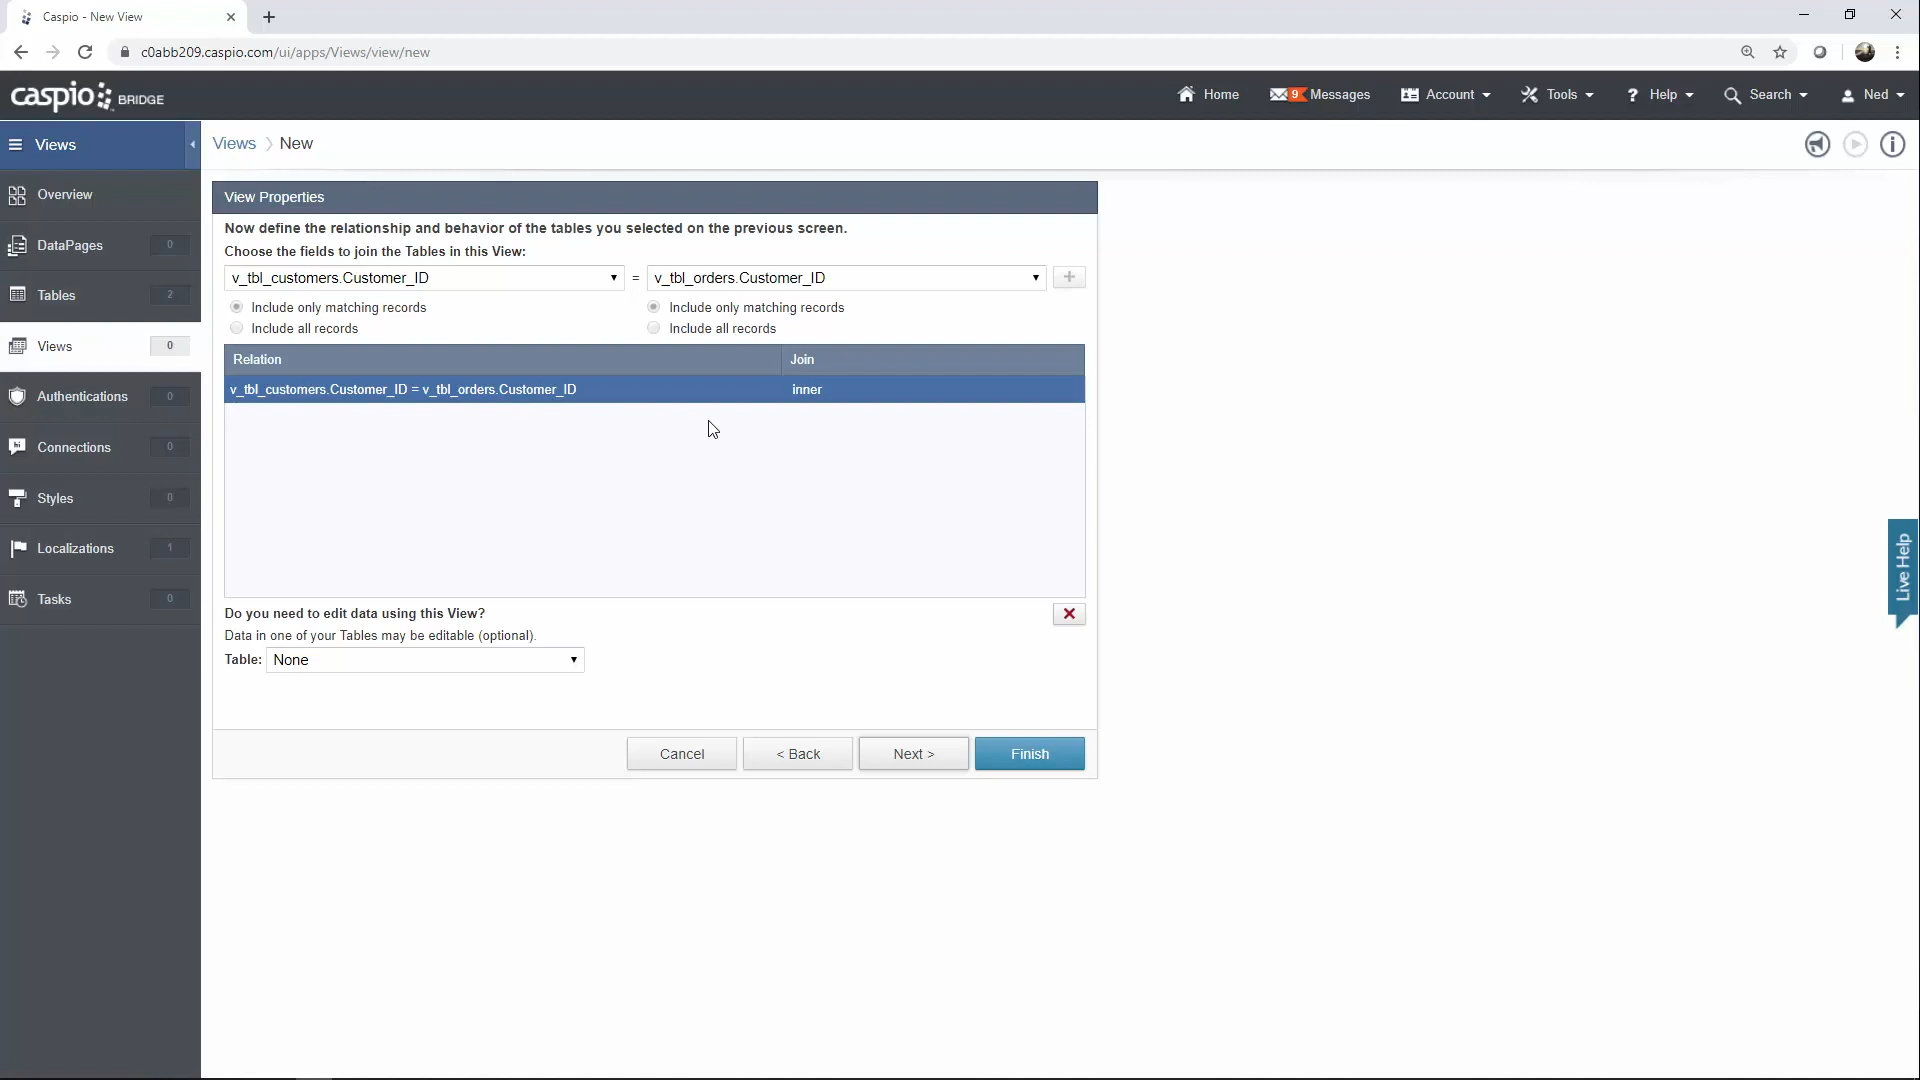 Caspio - New View
c0abb209.caspio.com/ui/apps/Views/view/new
caspio BRIDGE
Home
9 Messages
Account
Tools
? Help
Search
Ned
Views
Views
New
Overview
DataPages 0
Tables 2
Views 0
Authentications 0
Connections 0
Styles 0
Localizations 1
Tasks 0
View Properties
Now define the relationship and behavior of the tables you selected on the previous screen.
Choose the fields to join the Tables in this View:
v_tbl_customers.Customer_ID = v_tbl_orders.Customer_ID
Include only matching records
Include only matching records
Include all records
Include all records
Relation Join
v_tbl_customers.Customer_ID = v_tbl_orders.Customer_ID inner
Do you need to edit data using this View?
Data in one of your Tables may be editable (optional).
Table: None
Cancel
< Back
Next >
Finish
Live Help